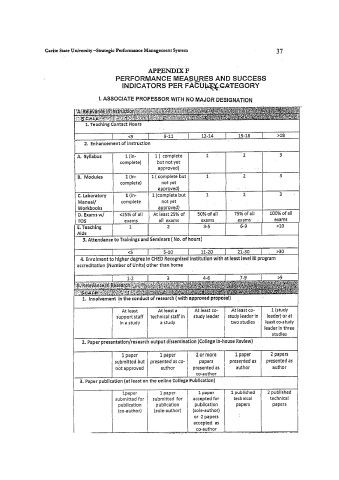 Cavite State University –Strategic Performance Management System 37
APPENDIX F
PERFORMANCE MEASURES AND SUCCESS
INDICATORS PER FACULTY CATEGORY
I. ASSOCIATE PROFESSOR WITH NO MAJOR DESIGNATION
A. Relevance of Instruction
SCALE
1. Teaching Contact Hours
<9 9-11 12-14 15-18 >18
2. Enhancement of Instruction
A. Syllabus 1 (In- 1 ( complete 1 2 3
complete) but not yet
approved)
B. Modules 1 (In- 1 ( complete but 1 2 3
complete) not yet
approved)
C. Laboratory 1 (In- 1 (complete but 1 2 3
Manual/ complete not yet
Workbooks approved)
D. Exams w/ <25% of all At least 25% of 50% of all 75% of all 100% of all
TOS exams all exams exams exams exams
E. Teaching 1 2 3-5 6-9 >10
Aids
3. Attendance to Trainings and Seminars ( No. of hours)
<5 5-10 11-20 21-30 >30
4. Enrolment to higher degree in CHED Recognized Institution with at least level III program
accreditation (Number of Units) other than home
1-2 3 4-6 7-9 >9
B. Relevance in Research
SCALE
1. Involvement in the conduct of research ( with approved proposal)
At least At least a At least co- At least co- 1 (study
support staff technical staff in study leader study leader in leader) or at
in a study a study two studies least co-study
leader in three
studies
2. Paper presentation/research output dissemination (College In-house Review)
1 paper 1 paper 2 or more 1 paper 2 papers
submitted but presented as co- papers presented as presented as
not approved author presented as author author
co-author
3. Paper publication (at least on the online College Publication)
1paper 1 paper 1 paper 1 published 2 published
submitted for submitted for accepted for technical technical
publication publication publication papers papers
(co-author) (sole-author) (sole-author)
or 2 papers
accepted as
co-author